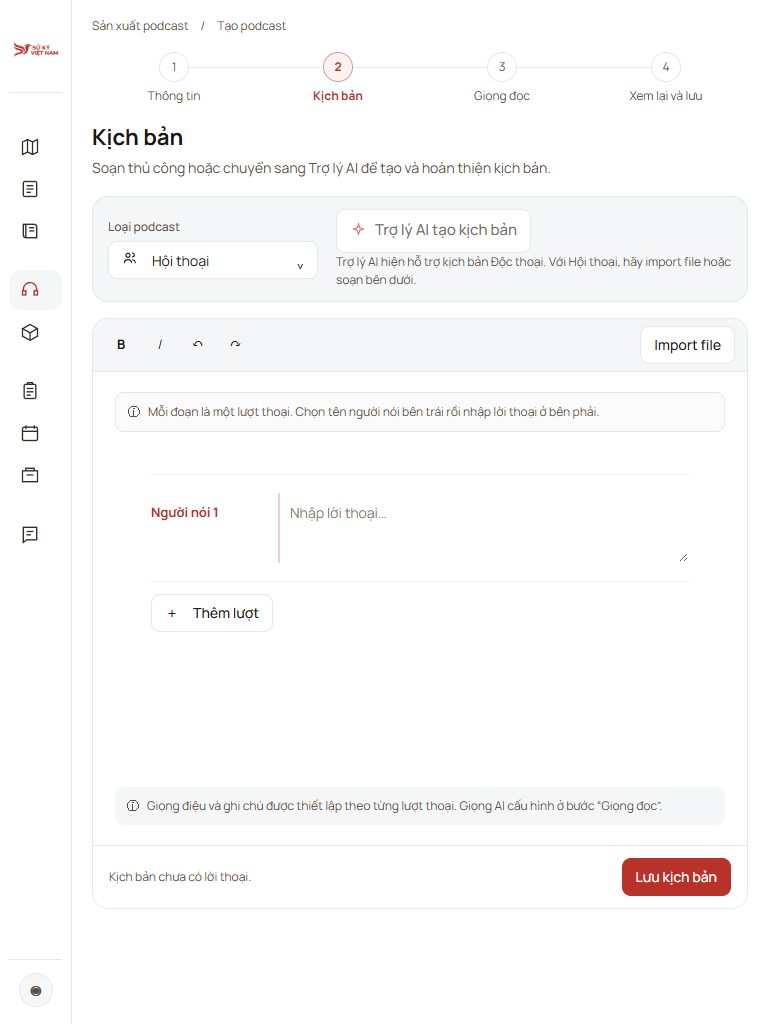 Sản xuất podcast / Tạo podcast
SỬ KÝ
VIỆT NAM
1 2 3 4
Thông tin Kịch bản Giọng đọc Xem lại và lưu
Kịch bản
Soạn thủ công hoặc chuyển sang Trợ lý AI để tạo và hoàn thiện kịch bản.
Loại podcast
Hội thoại
Trợ lý AI tạo kịch bản
Trợ lý AI hiện hỗ trợ kịch bản Độc thoại. Với Hội thoại, hãy import file hoặc
soạn bên dưới.
B I
Import file
Mỗi đoạn là một lượt thoại. Chọn tên người nói bên trái rồi nhập lời thoại ở bên phải.
Người nói 1
Nhập lời thoại...
+ Thêm lượt
Giọng điệu và ghi chú được thiết lập theo từng lượt thoại. Giọng AI cấu hình ở bước "Giọng đọc".
Kịch bản chưa có lời thoại.
Lưu kịch bản